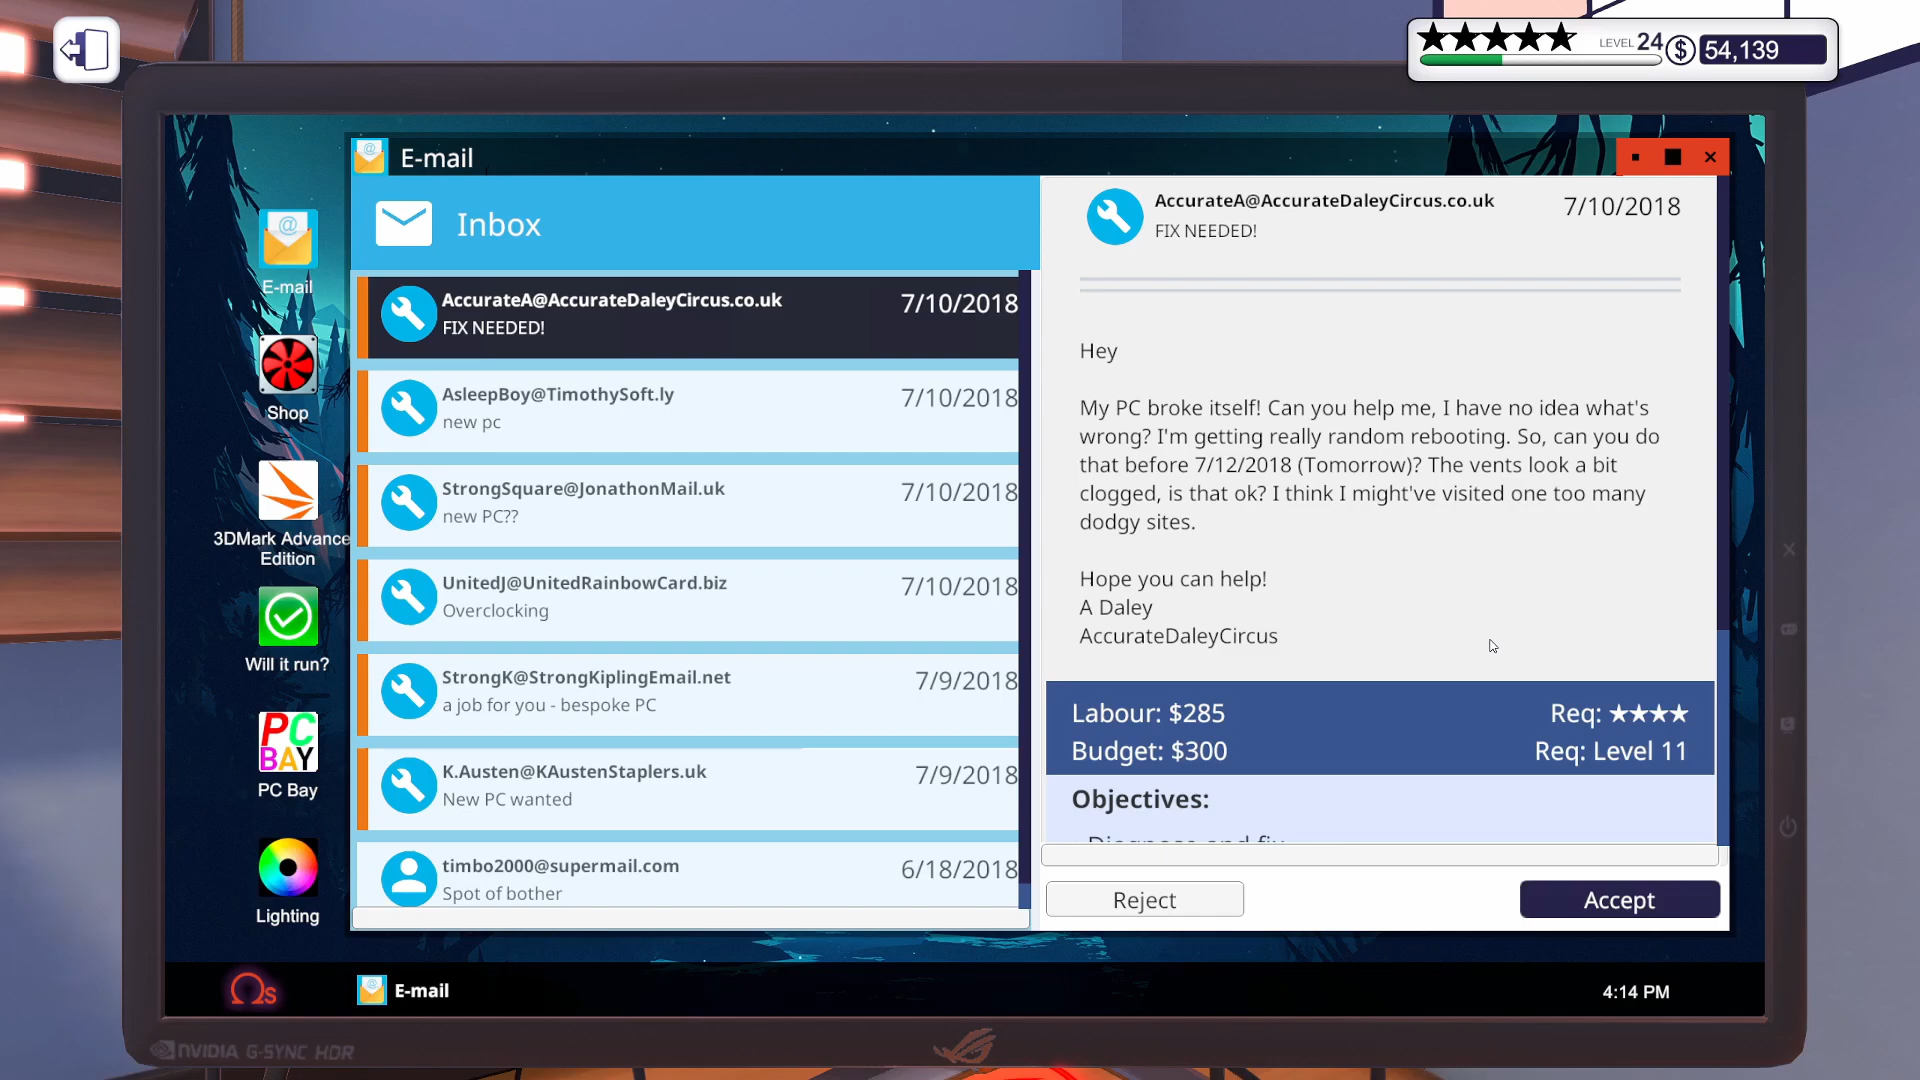 LEVEL 24
$ 54,139
E-mail
Inbox
AccurateA@AccurateDaleyCircus.co.uk 7/10/2018
FIX NEEDED!
AsleepBoy@TimothySoft.ly 7/10/2018
new pc
StrongSquare@JonathonMail.uk 7/10/2018
new PC??
UnitedJ@UnitedRainbowCard.biz 7/10/2018
Overclocking
StrongK@StrongKiplingEmail.net 7/9/2018
a job for you - bespoke PC
K.Austen@KAustenStaplers.uk 7/9/2018
New PC wanted
timbo2000@supermail.com 6/18/2018
Spot of bother
AccurateA@AccurateDaleyCircus.co.uk 7/10/2018
FIX NEEDED!
Hey
My PC broke itself! Can you help me, I have no idea what's
wrong? I'm getting really random rebooting. So, can you do
that before 7/12/2018 (Tomorrow)? The vents look a bit
clogged, is that ok? I think I might've visited one too many
dodgy sites.
Hope you can help!
A Daley
AccurateDaleyCircus
Labour: $285 Req: ★★★★
Budget: $300 Req: Level 11
Objectives:
Diagnose and fix
Reject Accept
E-mail
Shop
3DMark Advance
Edition
Will it run?
PC
BAY
PC Bay
Lighting
Ωs E-mail 4:14 PM
NVIDIA G-SYNC HDR